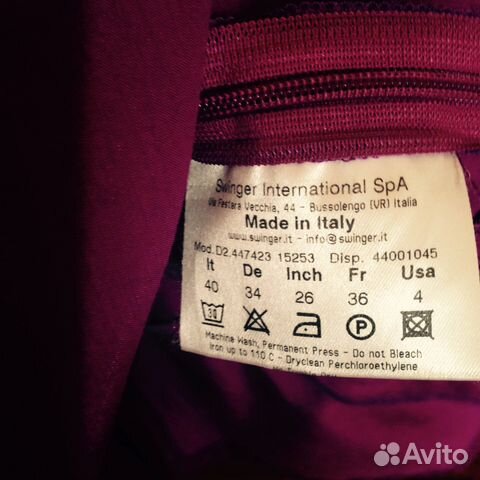 Swinger International SpA
Via Festara Vecchia, 44 - Bussolengo (VR) Italia
Made in Italy
www.swinger.it - info@swinger.it
Mod.D2.447423 15253 Disp. 44001045
It De Inch Fr Usa
40 34 26 36 4
30 P
Machine Wash, Permanent Press - Do not Bleach
Iron up to 110 C - Dryclean Perchloroethylene
Avito